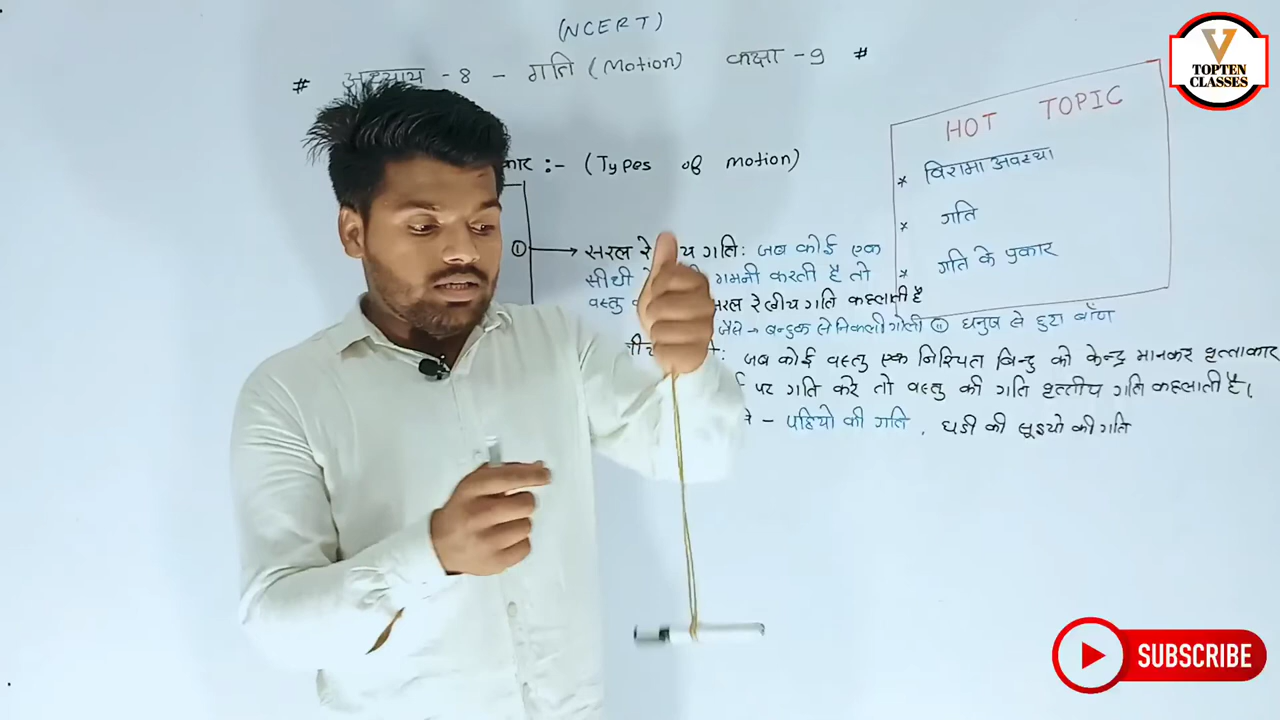 (NCERT)
# अध्याय - 8 - गति (Motion) कक्षा - 9 #
कार :- (Types of motion)
① → सरल रे य गति: जब कोई एक
सीधी रे गमनी करती है तो
वस्तु सरल रेखीय गति कहलाती है
जैसे → बन्दुक से निकली गोली ⑪ धनुष से छुटा बाँण
: जब कोई वस्तु एक निश्चित बिन्दु को केन्द्र मानकर वृत्ताकार
पर गति करे तो वस्तु की गति वृत्तीय गति कहलाती है।
- पहियो की गति , घडी की सूइयो की गति
HOT TOPIC
* विरामा अवस्था
* गति
* गति के प्रकार
V
TOPTEN
CLASSES
SUBSCRIBE